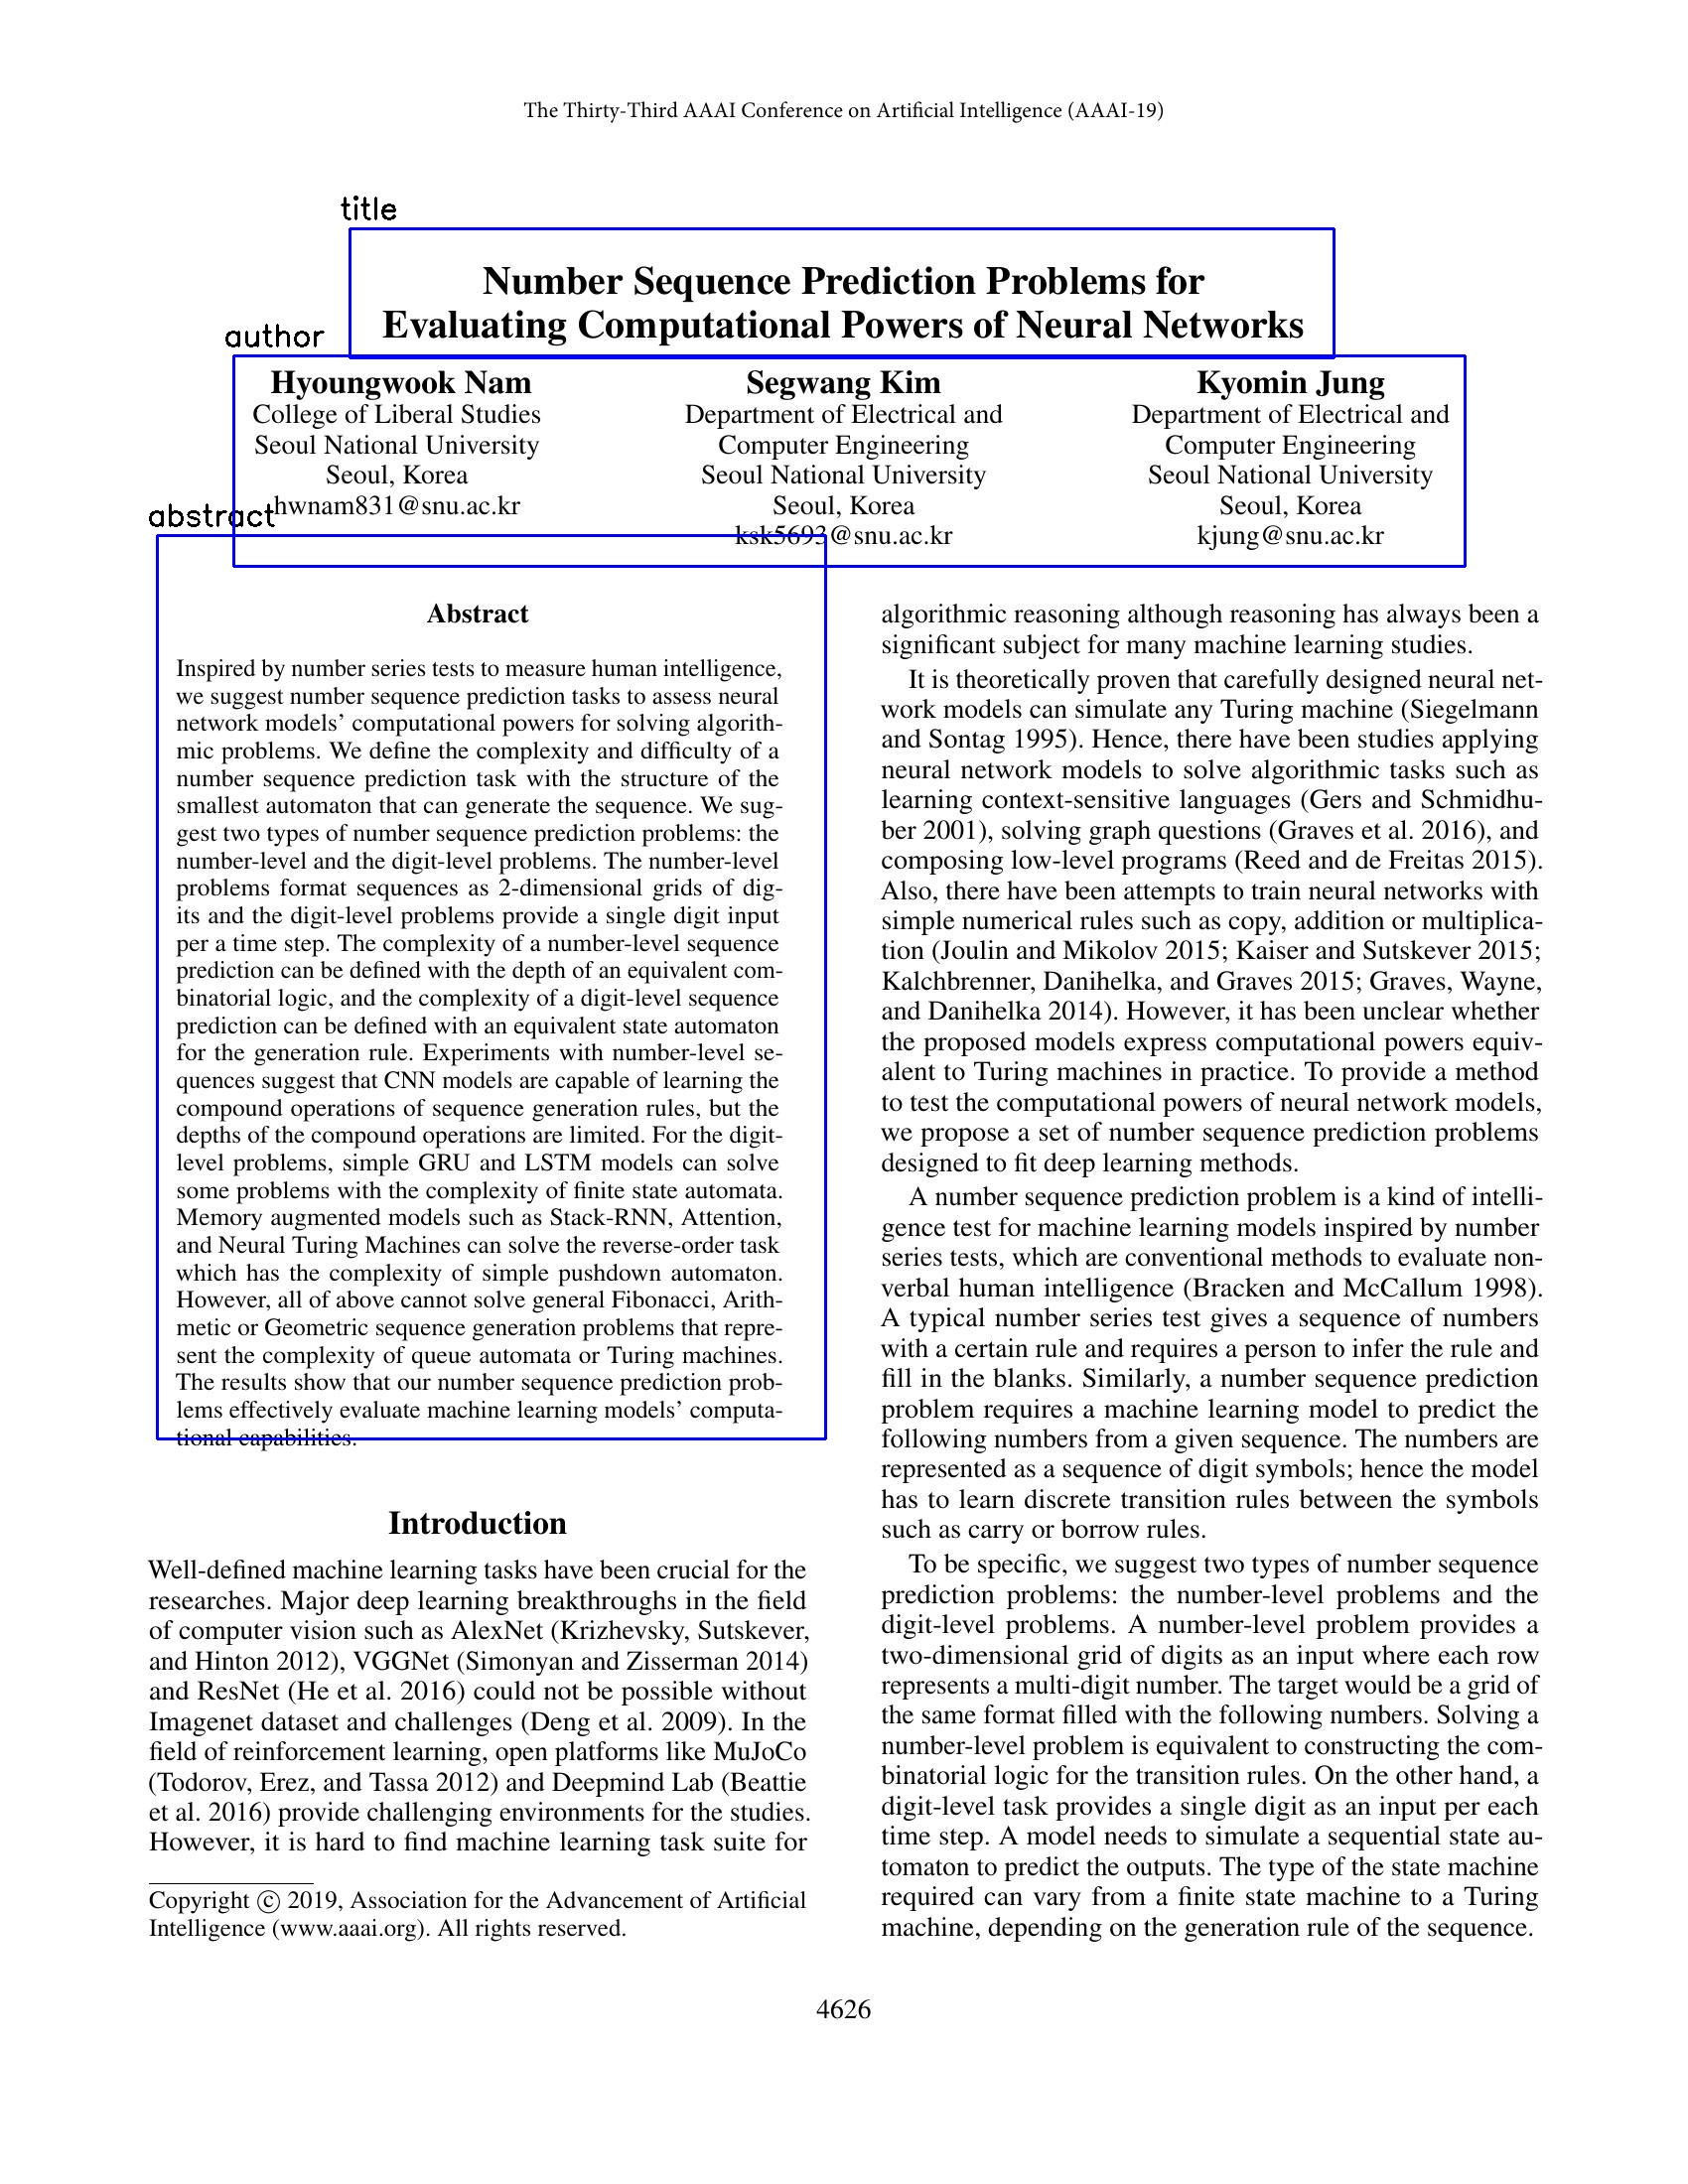 The Thirty-Third AAAI Conference on Artificial Intelligence (AAAI-19)
title
Number Sequence Prediction Problems for
Evaluating Computational Powers of Neural Networks
author
Hyoungwook Nam
College of Liberal Studies
Seoul National University
Seoul, Korea
hwnam831@snu.ac.kr
Segwang Kim
Department of Electrical and
Computer Engineering
Seoul National University
Seoul, Korea
ksk5693@snu.ac.kr
Kyomin Jung
Department of Electrical and
Computer Engineering
Seoul National University
Seoul, Korea
kjung@snu.ac.kr
abstract
Abstract
Inspired by number series tests to measure human intelligence,
we suggest number sequence prediction tasks to assess neural
network models’ computational powers for solving algorith-
mic problems. We define the complexity and difficulty of a
number sequence prediction task with the structure of the
smallest automaton that can generate the sequence. We sug-
gest two types of number sequence prediction problems: the
number-level and the digit-level problems. The number-level
problems format sequences as 2-dimensional grids of dig-
its and the digit-level problems provide a single digit input
per a time step. The complexity of a number-level sequence
prediction can be defined with the depth of an equivalent com-
binatorial logic, and the complexity of a digit-level sequence
prediction can be defined with an equivalent state automaton
for the generation rule. Experiments with number-level se-
quences suggest that CNN models are capable of learning the
compound operations of sequence generation rules, but the
depths of the compound operations are limited. For the digit-
level problems, simple GRU and LSTM models can solve
some problems with the complexity of finite state automata.
Memory augmented models such as Stack-RNN, Attention,
and Neural Turing Machines can solve the reverse-order task
which has the complexity of simple pushdown automaton.
However, all of above cannot solve general Fibonacci, Arith-
metic or Geometric sequence generation problems that repre-
sent the complexity of queue automata or Turing machines.
The results show that our number sequence prediction prob-
lems effectively evaluate machine learning models’ computa-
tional capabilities.
Introduction
Well-defined machine learning tasks have been crucial for the
researches. Major deep learning breakthroughs in the field
of computer vision such as AlexNet (Krizhevsky, Sutskever,
and Hinton 2012), VGGNet (Simonyan and Zisserman 2014)
and ResNet (He et al. 2016) could not be possible without
Imagenet dataset and challenges (Deng et al. 2009). In the
field of reinforcement learning, open platforms like MuJoCo
(Todorov, Erez, and Tassa 2012) and Deepmind Lab (Beattie
et al. 2016) provide challenging environments for the studies.
However, it is hard to find machine learning task suite for
Copyright © 2019, Association for the Advancement of Artificial
Intelligence (www.aaai.org). All rights reserved.
algorithmic reasoning although reasoning has always been a
significant subject for many machine learning studies.
It is theoretically proven that carefully designed neural net-
work models can simulate any Turing machine (Siegelmann
and Sontag 1995). Hence, there have been studies applying
neural network models to solve algorithmic tasks such as
learning context-sensitive languages (Gers and Schmidhu-
ber 2001), solving graph questions (Graves et al. 2016), and
composing low-level programs (Reed and de Freitas 2015).
Also, there have been attempts to train neural networks with
simple numerical rules such as copy, addition or multiplica-
tion (Joulin and Mikolov 2015; Kaiser and Sutskever 2015;
Kalchbrenner, Danihelka, and Graves 2015; Graves, Wayne,
and Danihelka 2014). However, it has been unclear whether
the proposed models express computational powers equiv-
alent to Turing machines in practice. To provide a method
to test the computational powers of neural network models,
we propose a set of number sequence prediction problems
designed to fit deep learning methods.
A number sequence prediction problem is a kind of intelli-
gence test for machine learning models inspired by number
series tests, which are conventional methods to evaluate non-
verbal human intelligence (Bracken and McCallum 1998).
A typical number series test gives a sequence of numbers
with a certain rule and requires a person to infer the rule and
fill in the blanks. Similarly, a number sequence prediction
problem requires a machine learning model to predict the
following numbers from a given sequence. The numbers are
represented as a sequence of digit symbols; hence the model
has to learn discrete transition rules between the symbols
such as carry or borrow rules.
To be specific, we suggest two types of number sequence
prediction problems: the number-level problems and the
digit-level problems. A number-level problem provides a
two-dimensional grid of digits as an input where each row
represents a multi-digit number. The target would be a grid of
the same format filled with the following numbers. Solving a
number-level problem is equivalent to constructing the com-
binatorial logic for the transition rules. On the other hand, a
digit-level task provides a single digit as an input per each
time step. A model needs to simulate a sequential state au-
tomaton to predict the outputs. The type of the state machine
required can vary from a finite state machine to a Turing
machine, depending on the generation rule of the sequence.
4626